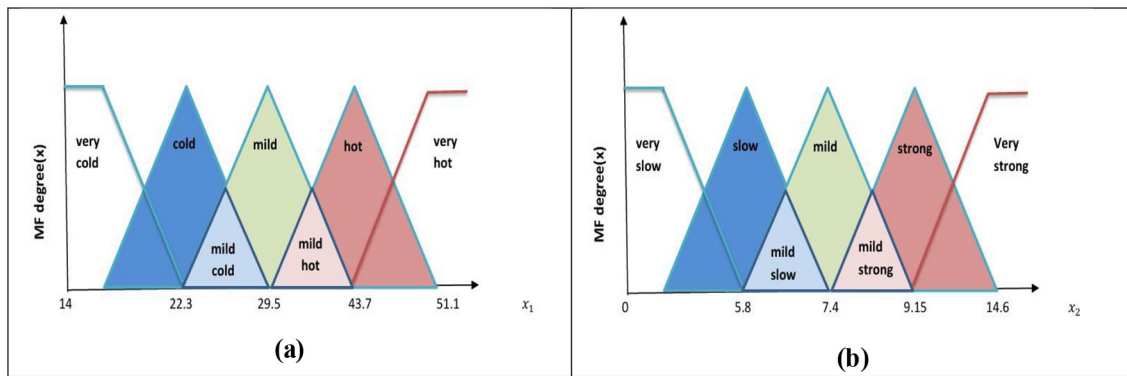 MF degree(x)
very
cold
cold
mild
hot
very
hot
mild
cold
mild
hot
14
22.3
29.5
43.7
51.1
x₁
(a)
MF degree(x)
very
slow
slow
mild
strong
Very
strong
mild
slow
mild
strong
0
5.8
7.4
9.15
14.6
x₂
(b)